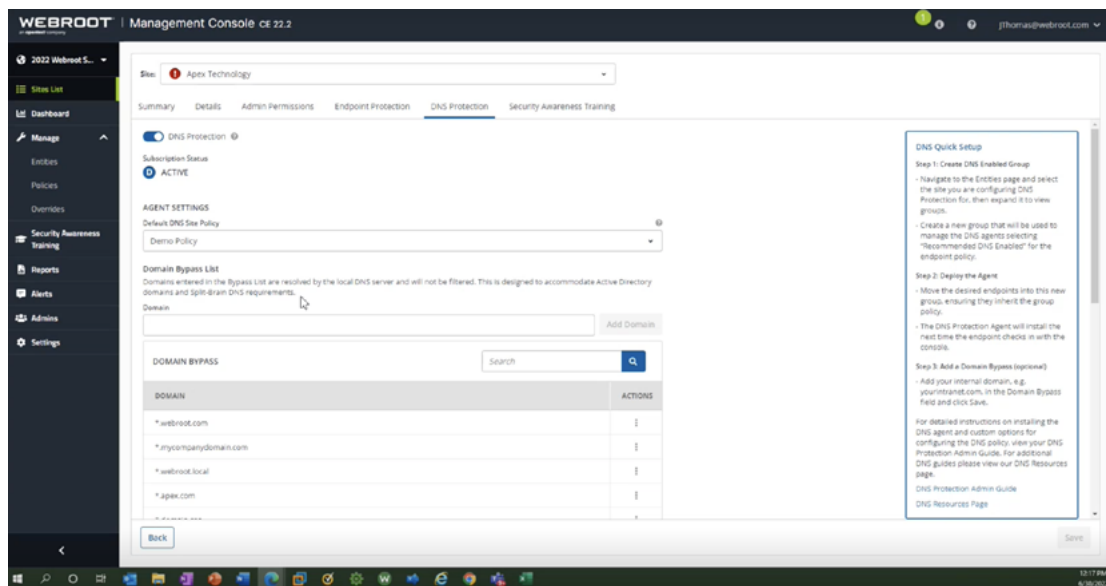 WEBROOT
an opentext company
Management Console CE 22.2
1
jthomas@webroot.com
2022 Webroot S...
Sites List
Dashboard
Manage
Entities
Policies
Overrides
Security Awareness
Training
Reports
Alerts
Admins
Settings
Site:
Apex Technology
Summary
Details
Admin Permissions
Endpoint Protection
DNS Protection
Security Awareness Training
DNS Protection
Subscription Status
D ACTIVE
AGENT SETTINGS
Default DNS Site Policy
Demo Policy
Domain Bypass List
Domains entered in the Bypass List are resolved by the local DNS server and will not be filtered. This is designed to accommodate Active Directory
domains and Split-brain DNS requirements.
Domain
Add Domain
DOMAIN BYPASS
Search
DOMAIN
ACTIONS
*.webroot.com
*.mycompanydomain.com
*.webroot.local
*.apex.com
Back
Save
DNS Quick Setup
Step 1: Create DNS Enabled Group
- Navigate to the Entities page and select
the site you are configuring DNS
Protection for, then expand it to view
groups.
- Create a new group that will be used to
manage the DNS agents selecting
"Recommended DNS Enabled" for the
endpoint policy.
Step 2: Deploy the Agent
- Move the desired endpoints into this new
group, ensuring they inherit the group
policy.
- The DNS Protection Agent will install the
next time the endpoint checks in with the
console.
Step 3: Add a Domain Bypass (optional)
- Add your internal domain, e.g.
yourintranet.com, in the Domain Bypass
field and click Save.
For detailed instructions on installing the
DNS agent and custom options for
configuring the DNS policy, view your DNS
Protection Admin Guide. For additional
DNS guides please view our DNS Resources
page.
DNS Protection Admin Guide
DNS Resources Page
12:17 PM